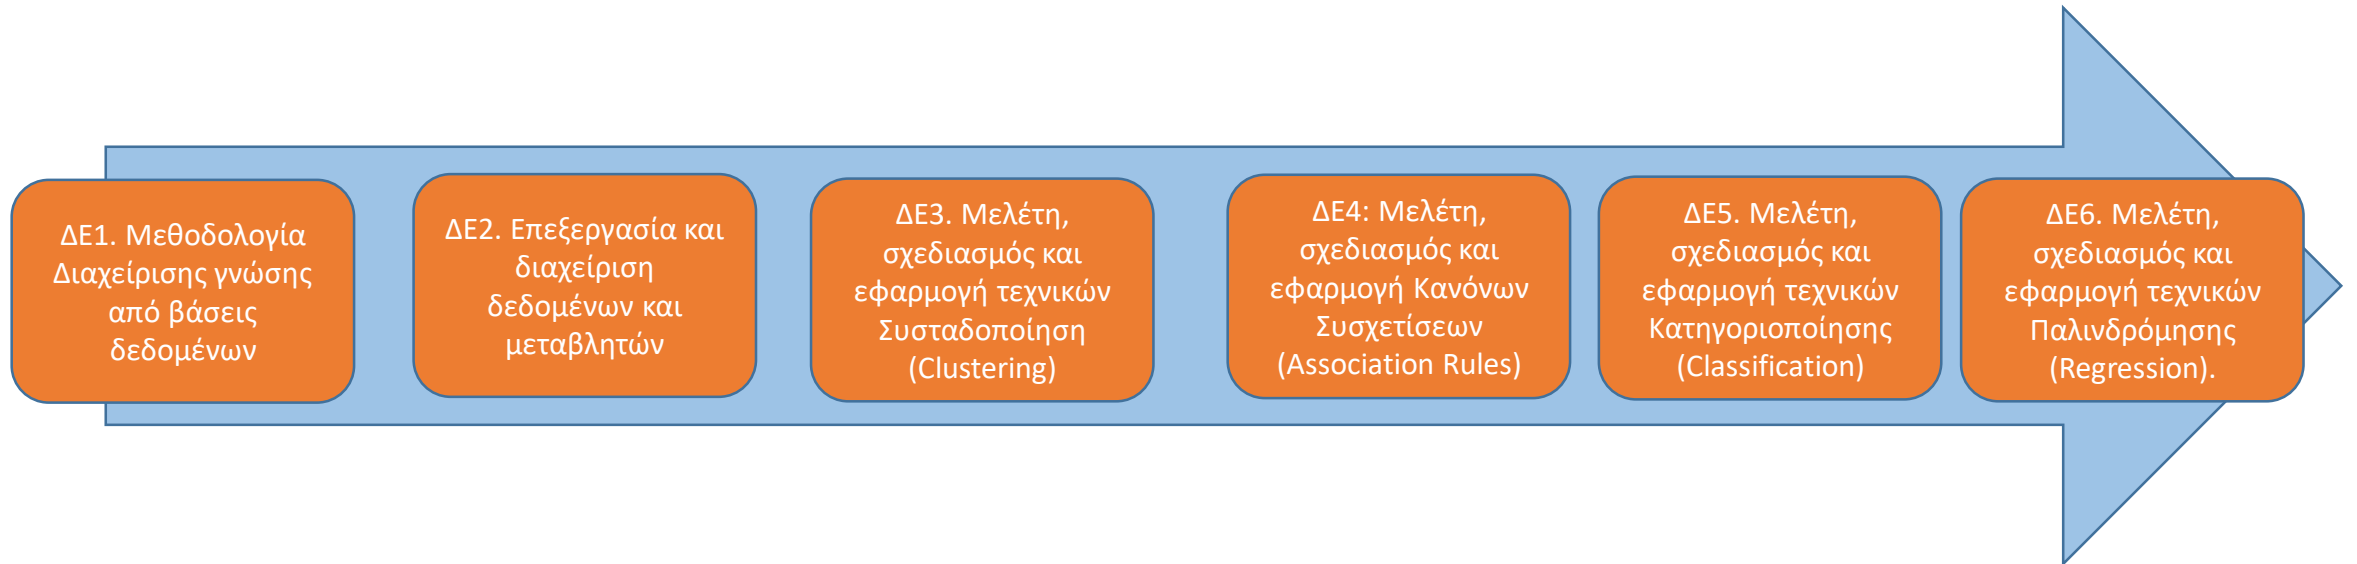 ΔΕ1. Μεθοδολογία
Διαχείρισης γνώσης
από βάσεις
δεδομένων
ΔΕ2. Επεξεργασία και
διαχείριση
δεδομένων και
μεταβλητών
ΔΕ3. Μελέτη,
σχεδιασμός και
εφαρμογή τεχνικών
Συσταδοποίηση
(Clustering)
ΔΕ4: Μελέτη,
σχεδιασμός και
εφαρμογή Κανόνων
Συσχετίσεων
(Association Rules)
ΔΕ5. Μελέτη,
σχεδιασμός και
εφαρμογή τεχνικών
Κατηγοριοποίησης
(Classification)
ΔΕ6. Μελέτη,
σχεδιασμός και
εφαρμογή τεχνικών
Παλινδρόμησης
(Regression).